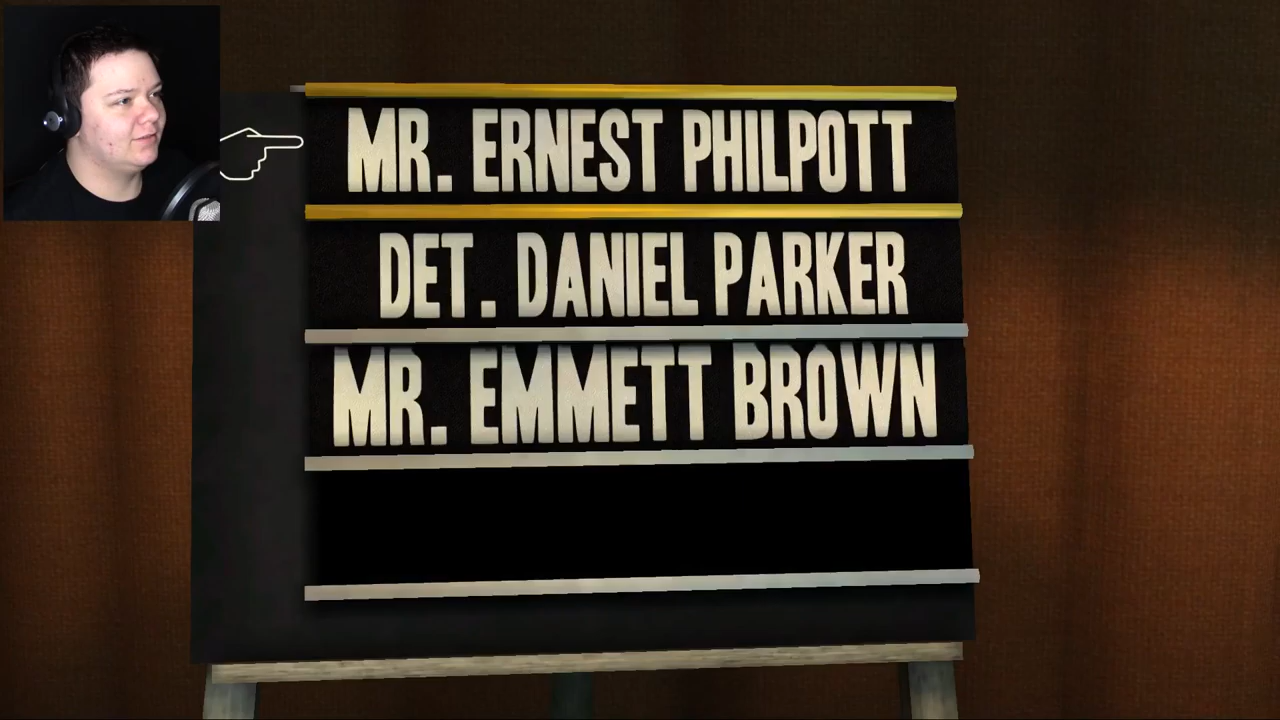 MR. ERNEST PHILPOTT
DET. DANIEL PARKER
MR. EMMETT BROWN